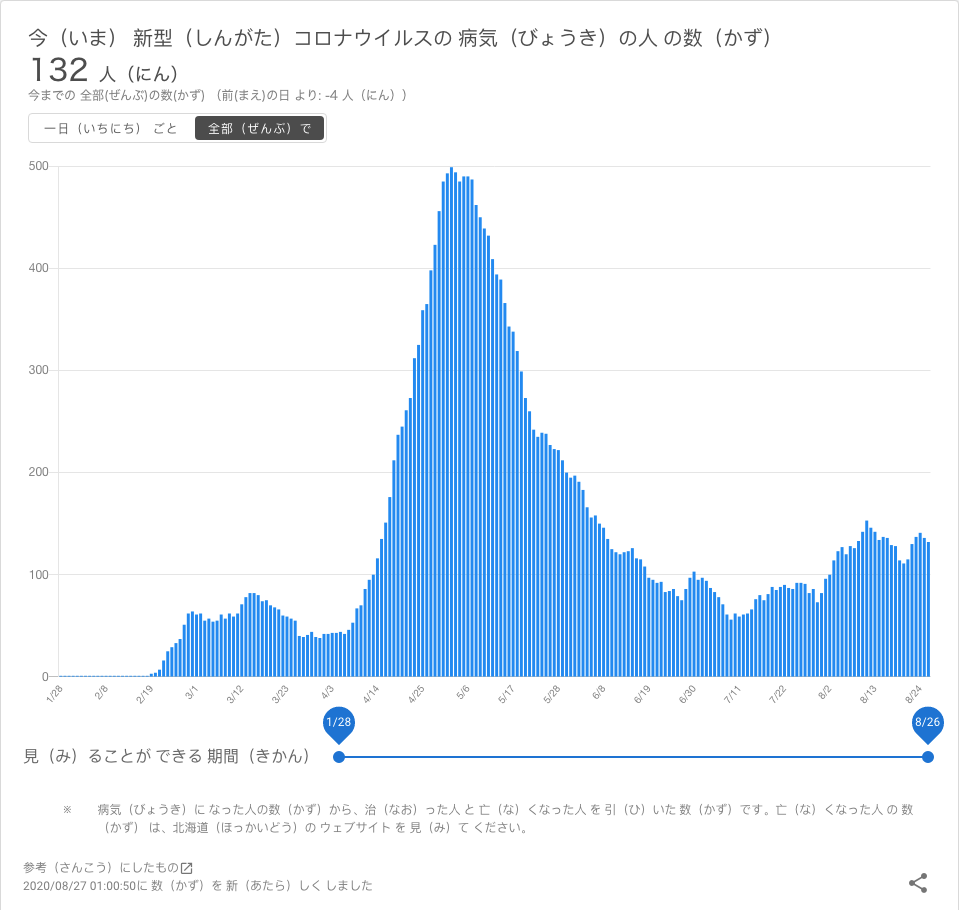 今（いま） 新型（しんがた）コロナウイルスの 病気（びょうき）の人 の数（かず）
132 人（にん）
今までの 全部(ぜんぶ)の数(かず) （前(まえ)の日 より: -4 人（にん））
一日（いちにち） ごと 全部（ぜんぶ）で
500
400
300
200
100
0
1/28 2/8 2/19 3/1 3/12 3/23 4/3 4/14 4/25 5/6 5/17 5/28 6/8 6/19 6/30 7/11 7/22 8/2 8/13 8/24
1/28 8/26
見（み）ることが できる 期間（きかん）
※ 病気（びょうき）に なった人の数（かず）から、治（なお）った人 と 亡（な）くなった人 を 引（ひ）いた 数（かず）です。亡（な）くなった人 の 数
（かず） は、北海道（ほっかいどう）の ウェブサイト を 見（み）て ください。
参考（さんこう）にしたもの
2020/08/27 01:00:50に 数（かず）を 新（あたら）しく しました